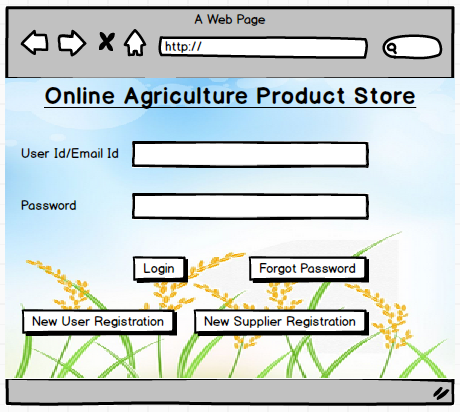 A Web Page
http://
Online Agriculture Product Store
User Id/Email Id
Password
Login Forgot Password
New User Registration New Supplier Registration